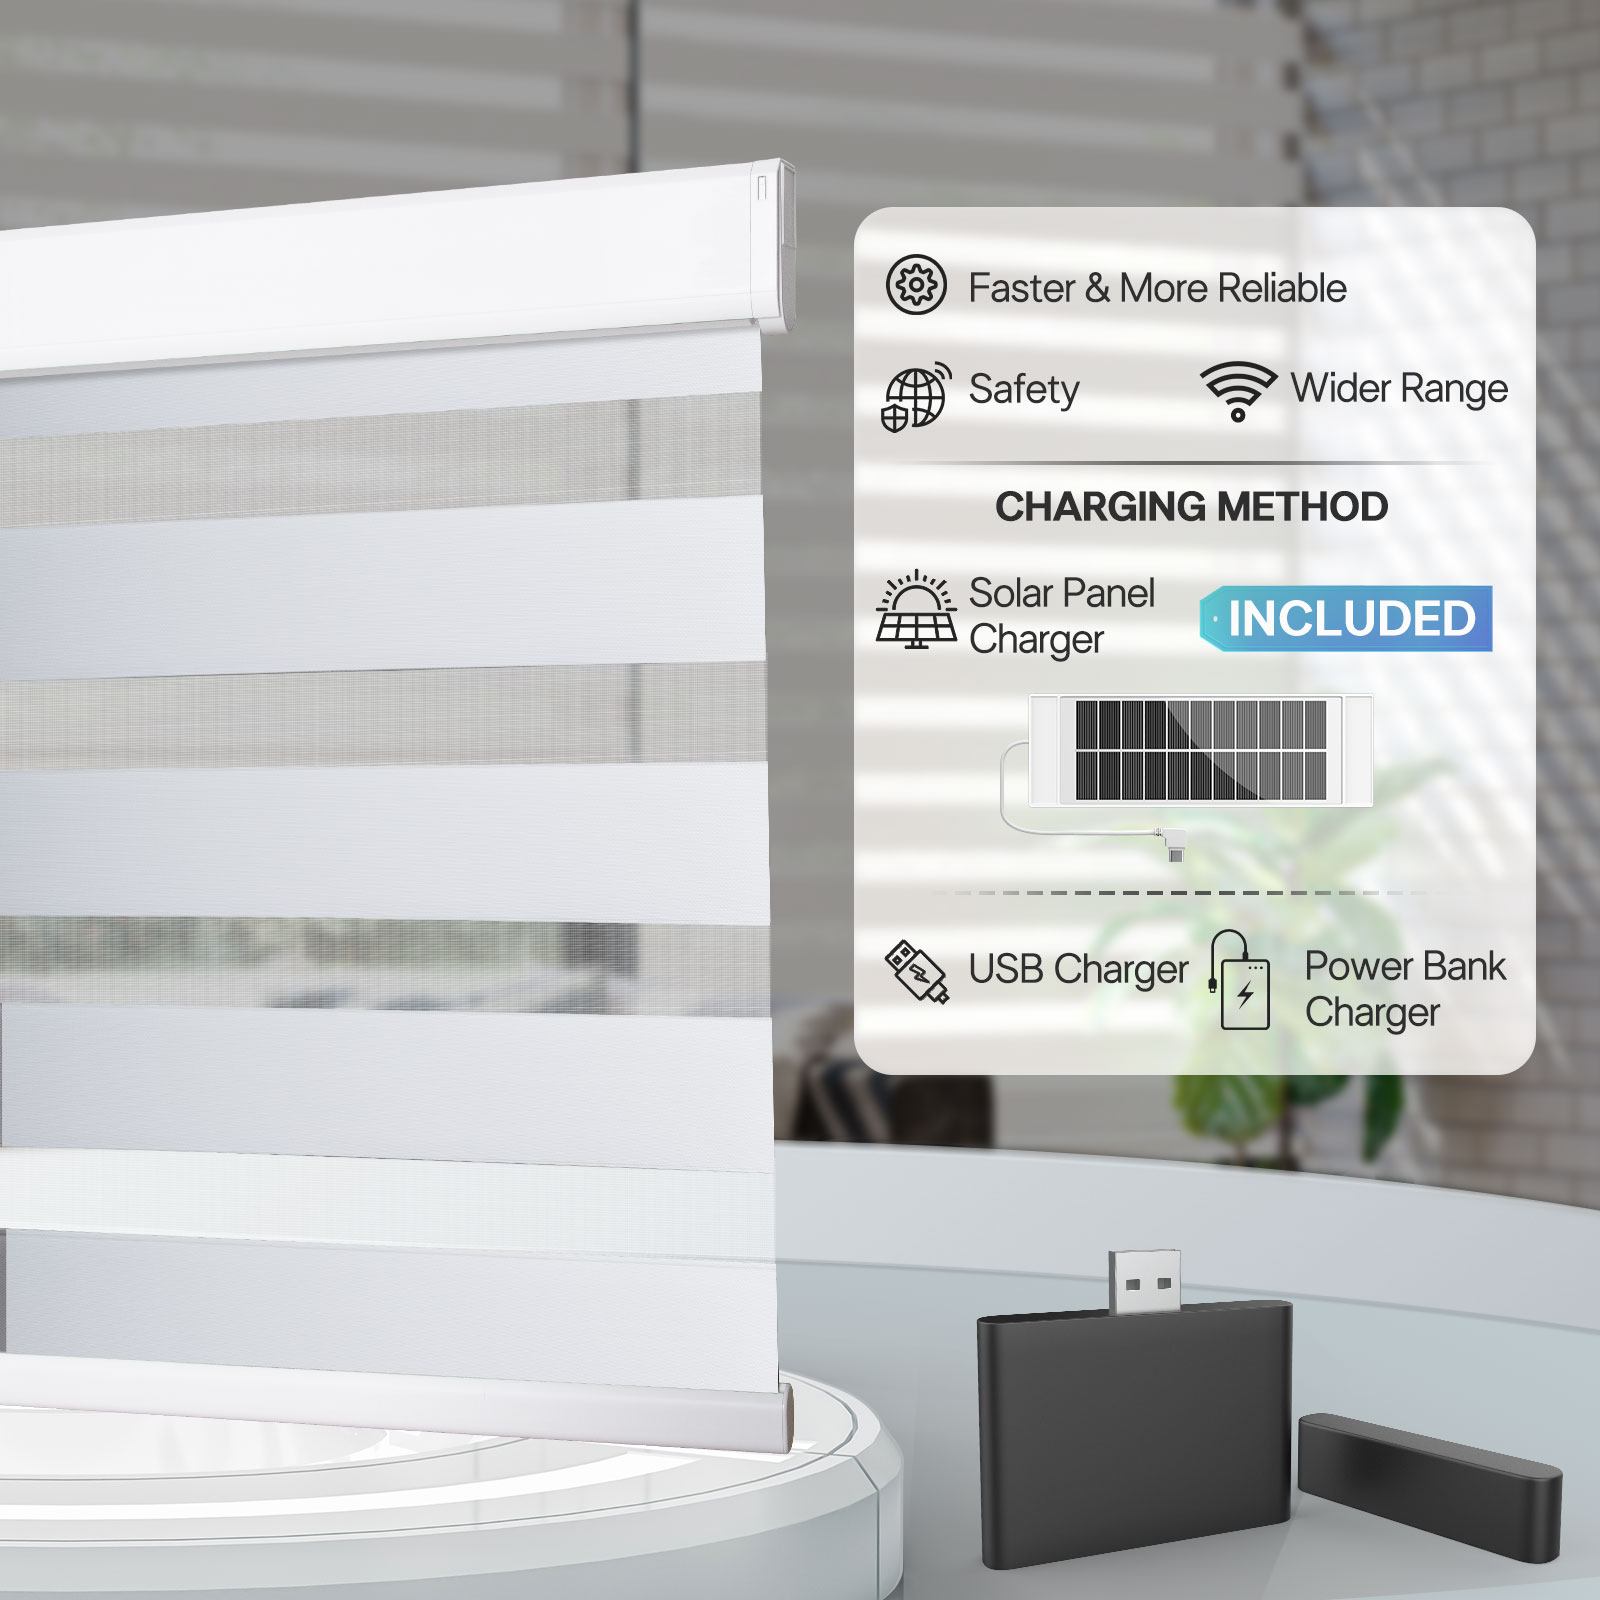 Faster & More Reliable
Safety
Wider Range
CHARGING METHOD
Solar Panel
Charger
INCLUDED
USB Charger
Power Bank
Charger